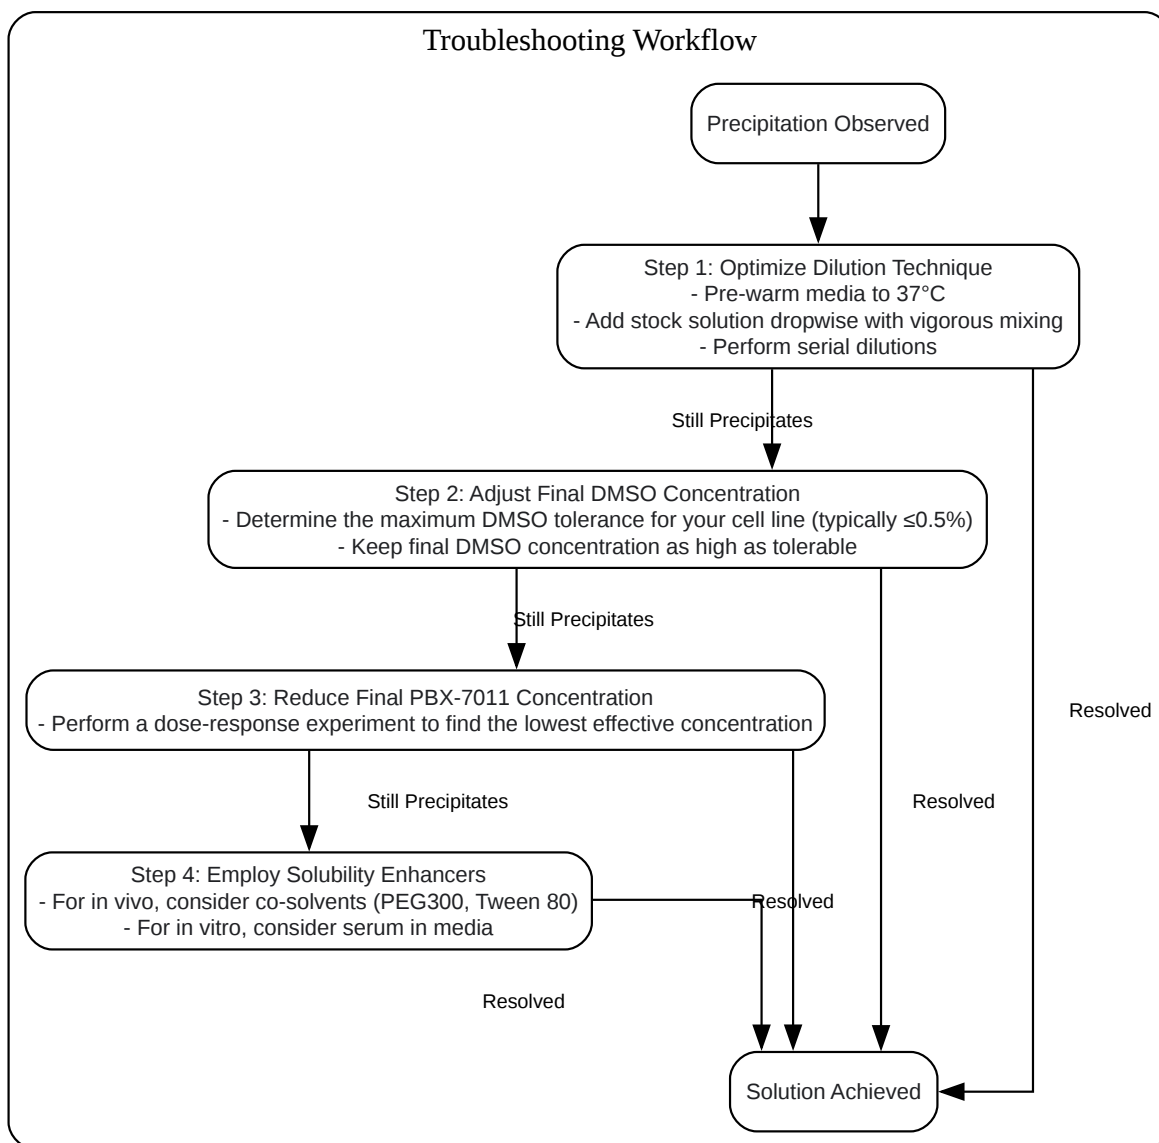 Troubleshooting Workflow
Precipitation Observed
Step 1: Optimize Dilution Technique
- Pre-warm media to 37°C
- Add stock solution dropwise with vigorous mixing
- Perform serial dilutions
Still Precipitates
Step 2: Adjust Final DMSO Concentration
- Determine the maximum DMSO tolerance for your cell line (typically ≤0.5%)
- Keep final DMSO concentration as high as tolerable
Still Precipitates
Step 3: Reduce Final PBX-7011 Concentration
- Perform a dose-response experiment to find the lowest effective concentration
Resolved
Still Precipitates
Resolved
Step 4: Employ Solubility Enhancers
- For in vivo, consider co-solvents (PEG300, Tween 80)
- For in vitro, consider serum in media
Resolved
Resolved
Solution Achieved